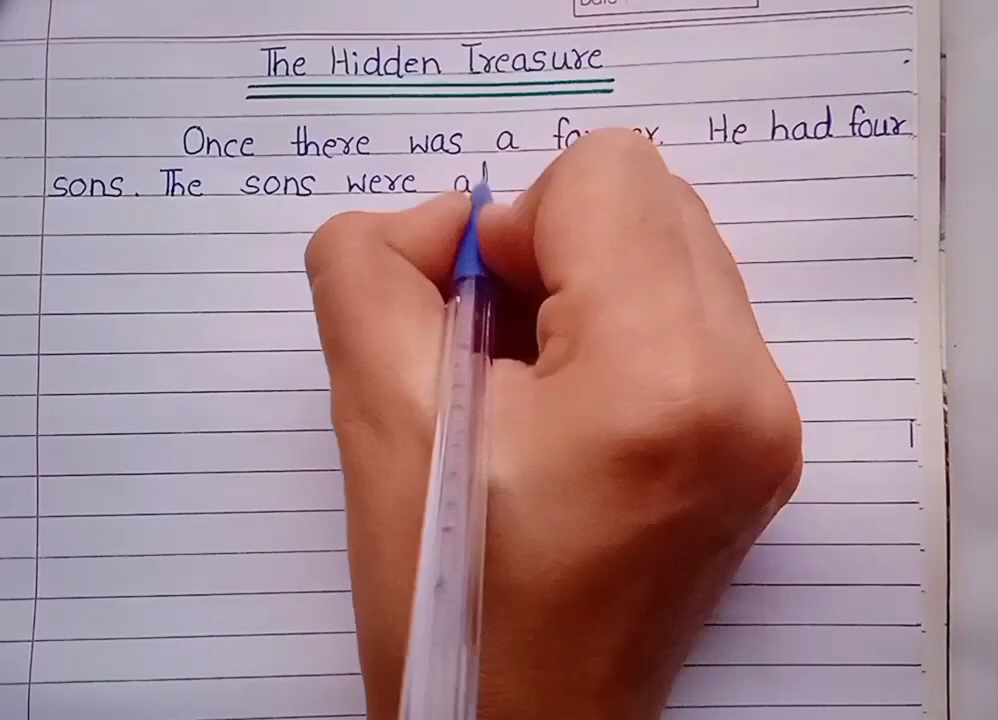 The Hidden Treasure
Once there was a He had four
sons. The sons were